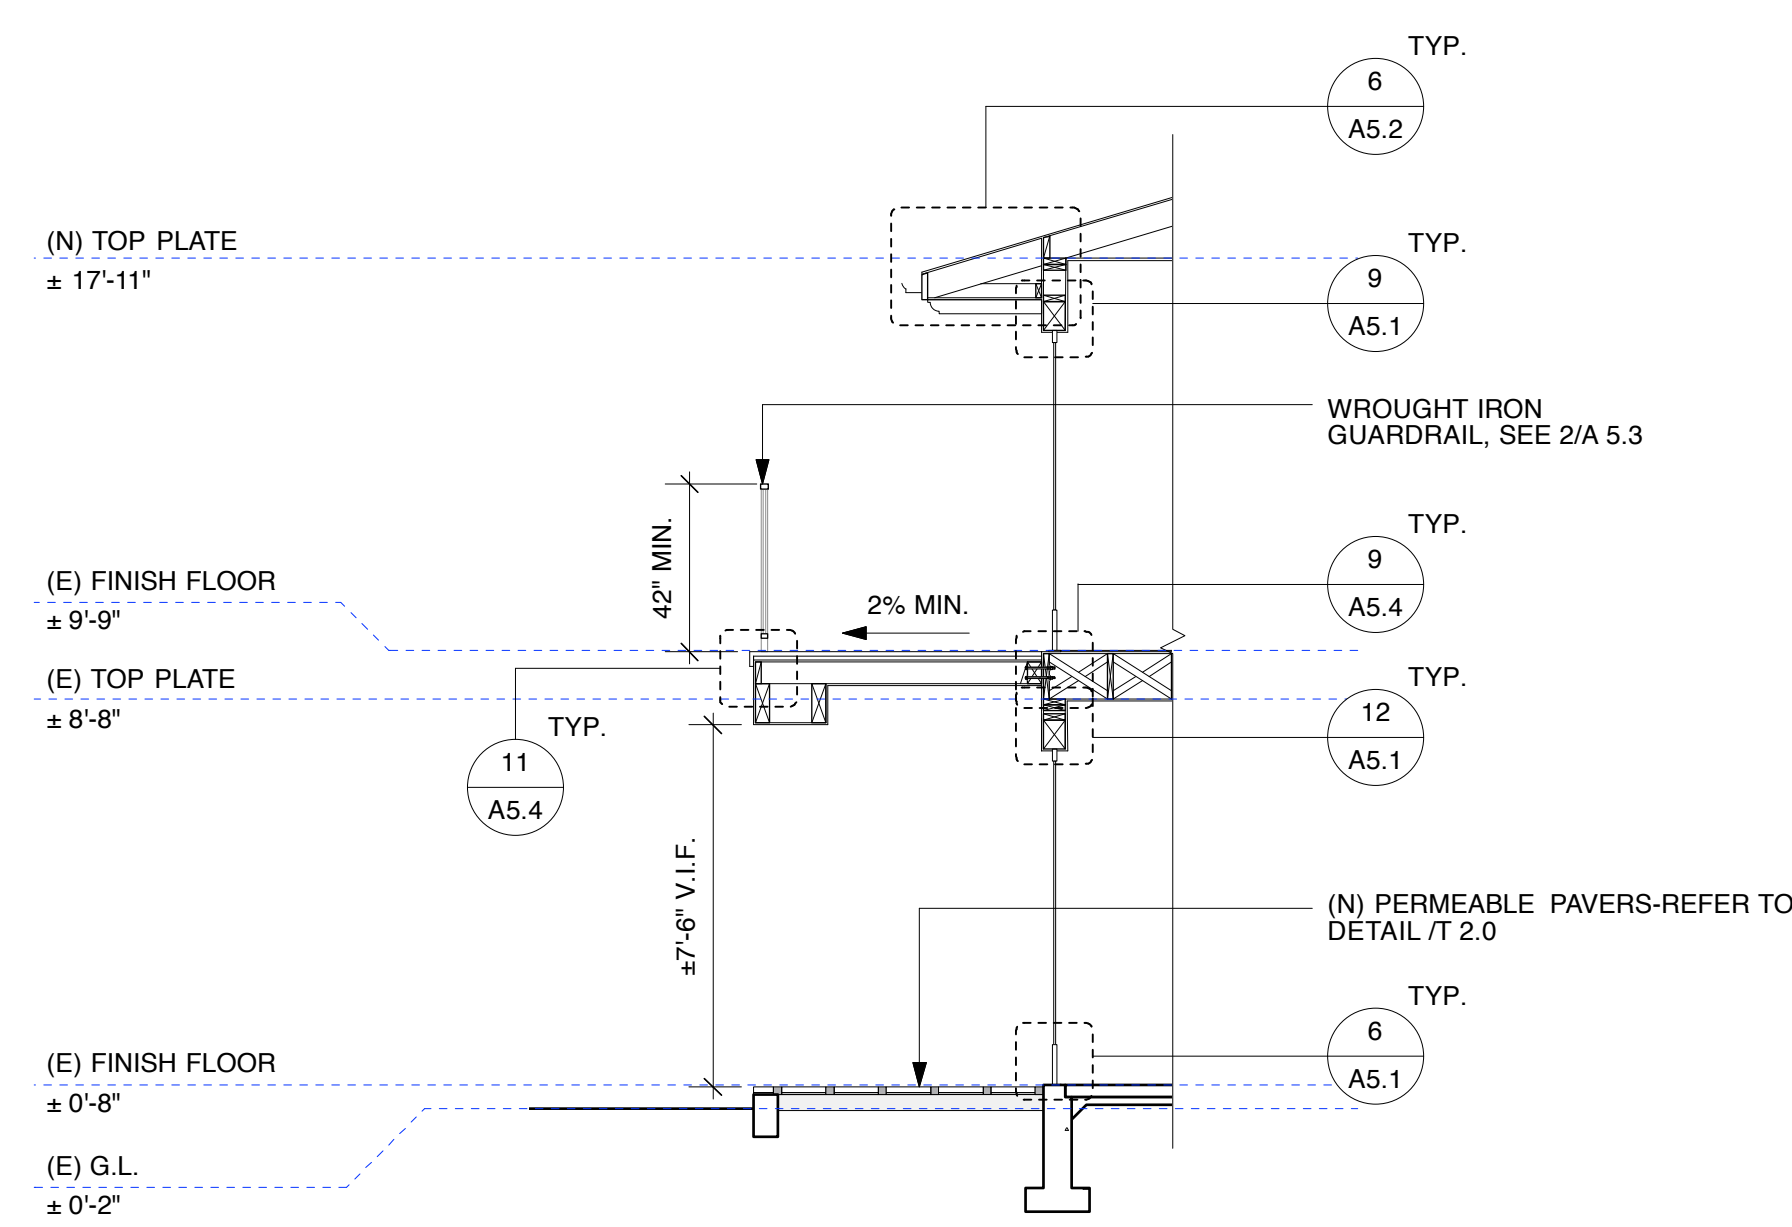 TYP.
6
A5.2
(N) TOP PLATE
± 17'-11"
TYP.
9
A5.1
WROUGHT IRON
GUARDRAIL, SEE 2/A 5.3
42" MIN.
TYP.
9
A5.4
(E) FINISH FLOOR
± 9'-9"
2% MIN.
(E) TOP PLATE
± 8'-8"
TYP.
12
A5.1
TYP.
11
A5.4
±7'-6" V.I.F.
(N) PERMEABLE PAVERS-REFER TO
DETAIL /T 2.0
TYP.
6
A5.1
(E) FINISH FLOOR
± 0'-8"
(E) G.L.
± 0'-2"